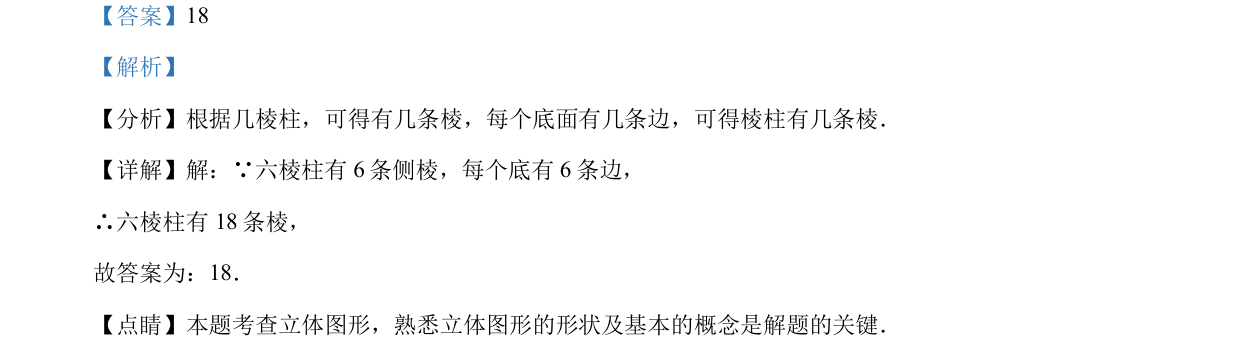 【答案】18
【解析】
【分析】根据几棱柱，可得有几条棱，每个底面有几条边，可得棱柱有几条棱．
【详解】解：∵六棱柱有 6 条侧棱，每个底有 6 条边，
∴六棱柱有 18 条棱，
故答案为：18．
【点睛】本题考查立体图形，熟悉立体图形的形状及基本的概念是解题的关键．